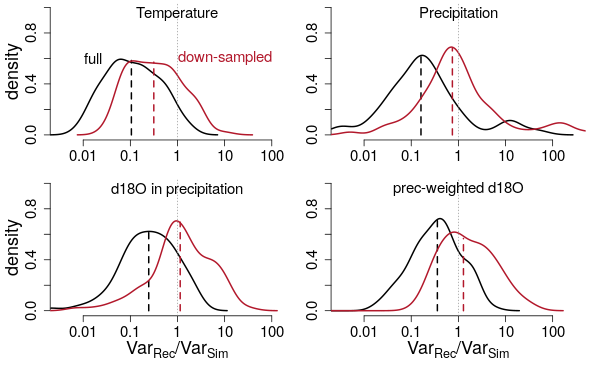 Temperature
Precipitation
density
0.0 0.4 0.8
full
down-sampled
0.01 0.1 1 10 100
0.0 0.4 0.8
0.01 0.1 1 10 100
d18O in precipitation
prec-weighted d18O
density
0.0 0.4 0.8
0.01 0.1 1 10 100
VarRec/VarSim
0.0 0.4 0.8
0.01 0.1 1 10 100
VarRec/VarSim